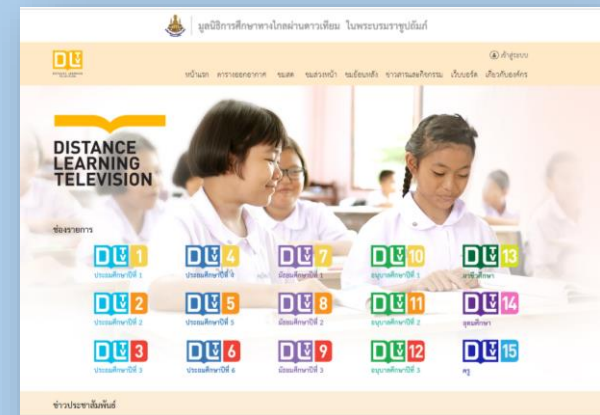 มูลนิธิการศึกษาทางไกลผ่านดาวเทียม ในพระบรมราชูปถัมภ์
เข้าสู่ระบบ
หน้าแรก ตารางออกอากาศ ชมสด ชมล่วงหน้า ชมย้อนหลัง ข่าวสารและกิจกรรม เว็บบอร์ด เกี่ยวกับองค์กร
DISTANCE
LEARNING
TELEVISION
ช่องรายการ
DLTV 1 DLTV 4 DLTV 7 DLTV 10 DLTV 13
ประถมศึกษาปีที่ 1 ประถมศึกษาปีที่ 4 มัธยมศึกษาปีที่ 1 อนุบาลศึกษาปีที่ 1 อาชีวศึกษา
DLTV 2 DLTV 5 DLTV 8 DLTV 11 DLTV 14
ประถมศึกษาปีที่ 2 ประถมศึกษาปีที่ 5 มัธยมศึกษาปีที่ 2 อนุบาลศึกษาปีที่ 2 อุดมศึกษา
DLTV 3 DLTV 6 DLTV 9 DLTV 12 DLTV 15
ประถมศึกษาปีที่ 3 ประถมศึกษาปีที่ 6 มัธยมศึกษาปีที่ 3 อนุบาลศึกษาปีที่ 3 ครู
ข่าวประชาสัมพันธ์